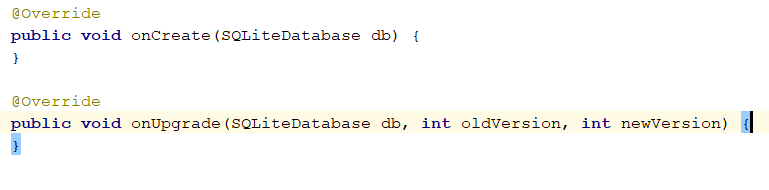 @Override
public void onCreate(SQLiteDatabase db) {
}
@Override
public void onUpgrade(SQLiteDatabase db, int oldVersion, int newVersion) {
}